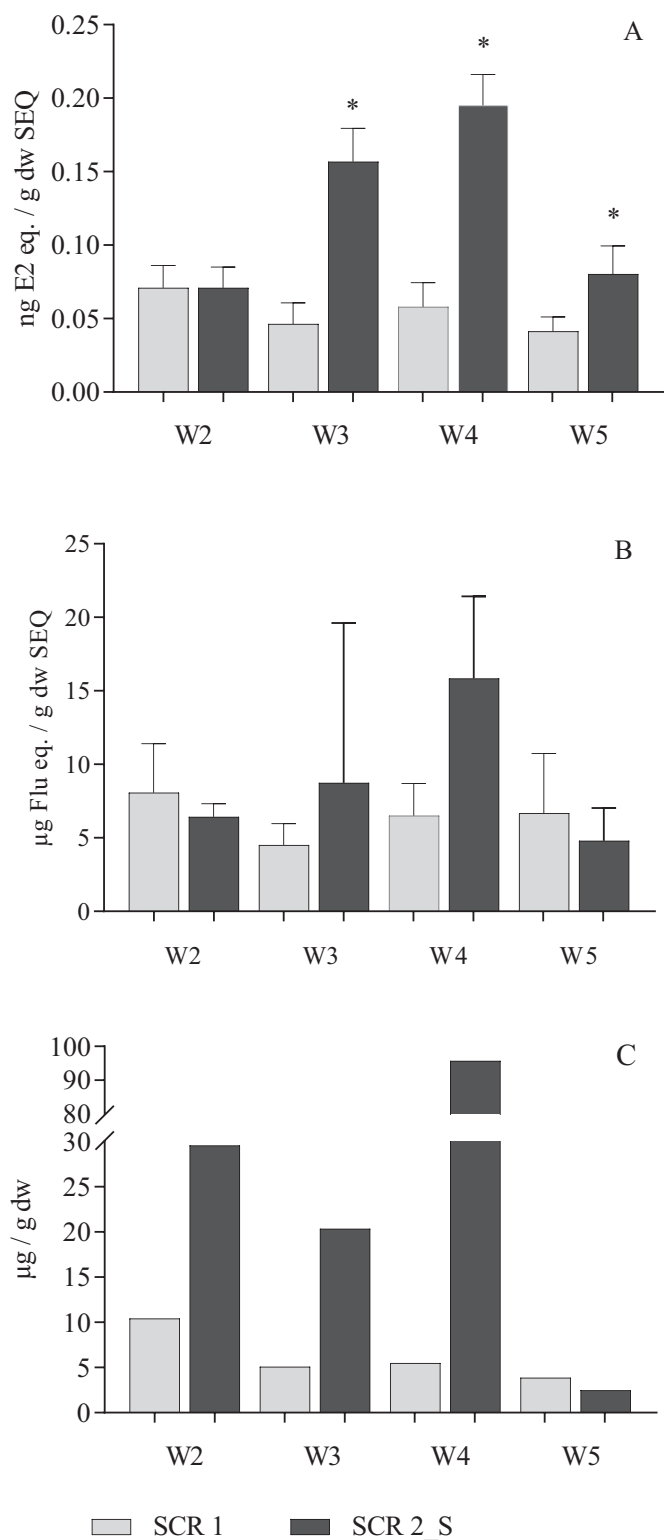 A
ng E2 eq. / g dw SEQ
0.25
0.20
0.15
0.10
0.05
0.00
*
*
*
W2 W3 W4 W5
B
µg Flu eq. / g dw SEQ
25
20
15
10
5
0
W2 W3 W4 W5
C
µg / g dw
100
90
80
30
25
20
15
10
5
0
W2 W3 W4 W5
SCR 1 SCR 2_S